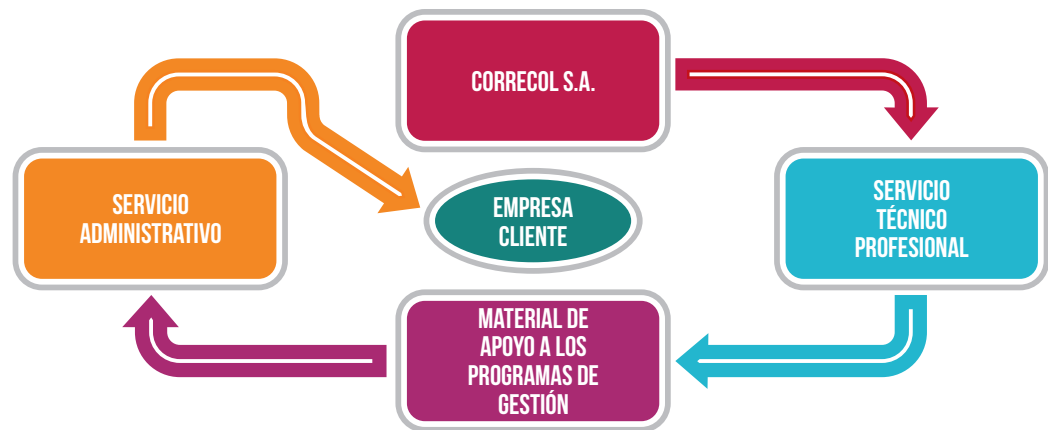 CORRECOL S.A.
SERVICIO
TÉCNICO
PROFESIONAL
MATERIAL DE
APOYO A LOS
PROGRAMAS DE
GESTIÓN
SERVICIO
ADMINISTRATIVO
EMPRESA
CLIENTE